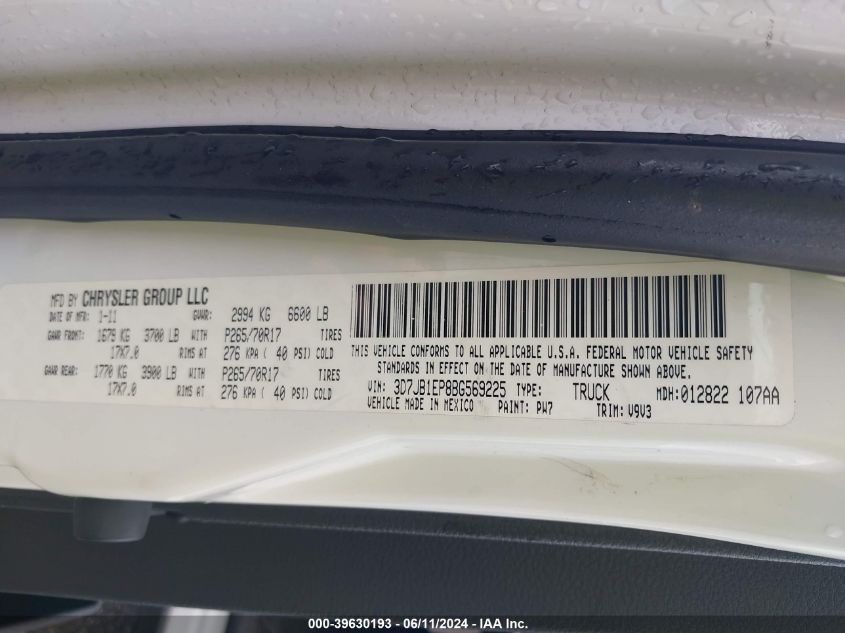 MFD BY CHRYSLER GROUP LLC
DATE OF MFD: 1-11 GVWR: 2994 KG 6600 LB
GAWR FRONT: 1679 KG 3700 LB WITH P265/70R17 TIRES
17X7.0 RIMS AT 276 KPA ( 40 PSI) COLD
GAWR REAR: 1770 KG 3900 LB WITH P265/70R17 TIRES
17X7.0 RIMS AT 276 KPA ( 40 PSI) COLD
THIS VEHICLE CONFORMS TO ALL APPLICABLE U.S.A. FEDERAL MOTOR VEHICLE SAFETY
STANDARDS IN EFFECT ON THE DATE OF MANUFACTURE SHOWN ABOVE.
VIN: 3D7JB1EP8BG569225 TYPE: TRUCK MDH: 012822 107AA
VEHICLE MADE IN MEXICO PAINT: PW7 TRIM: V9V3
000-39630193 - 06/11/2024 - IAA Inc.